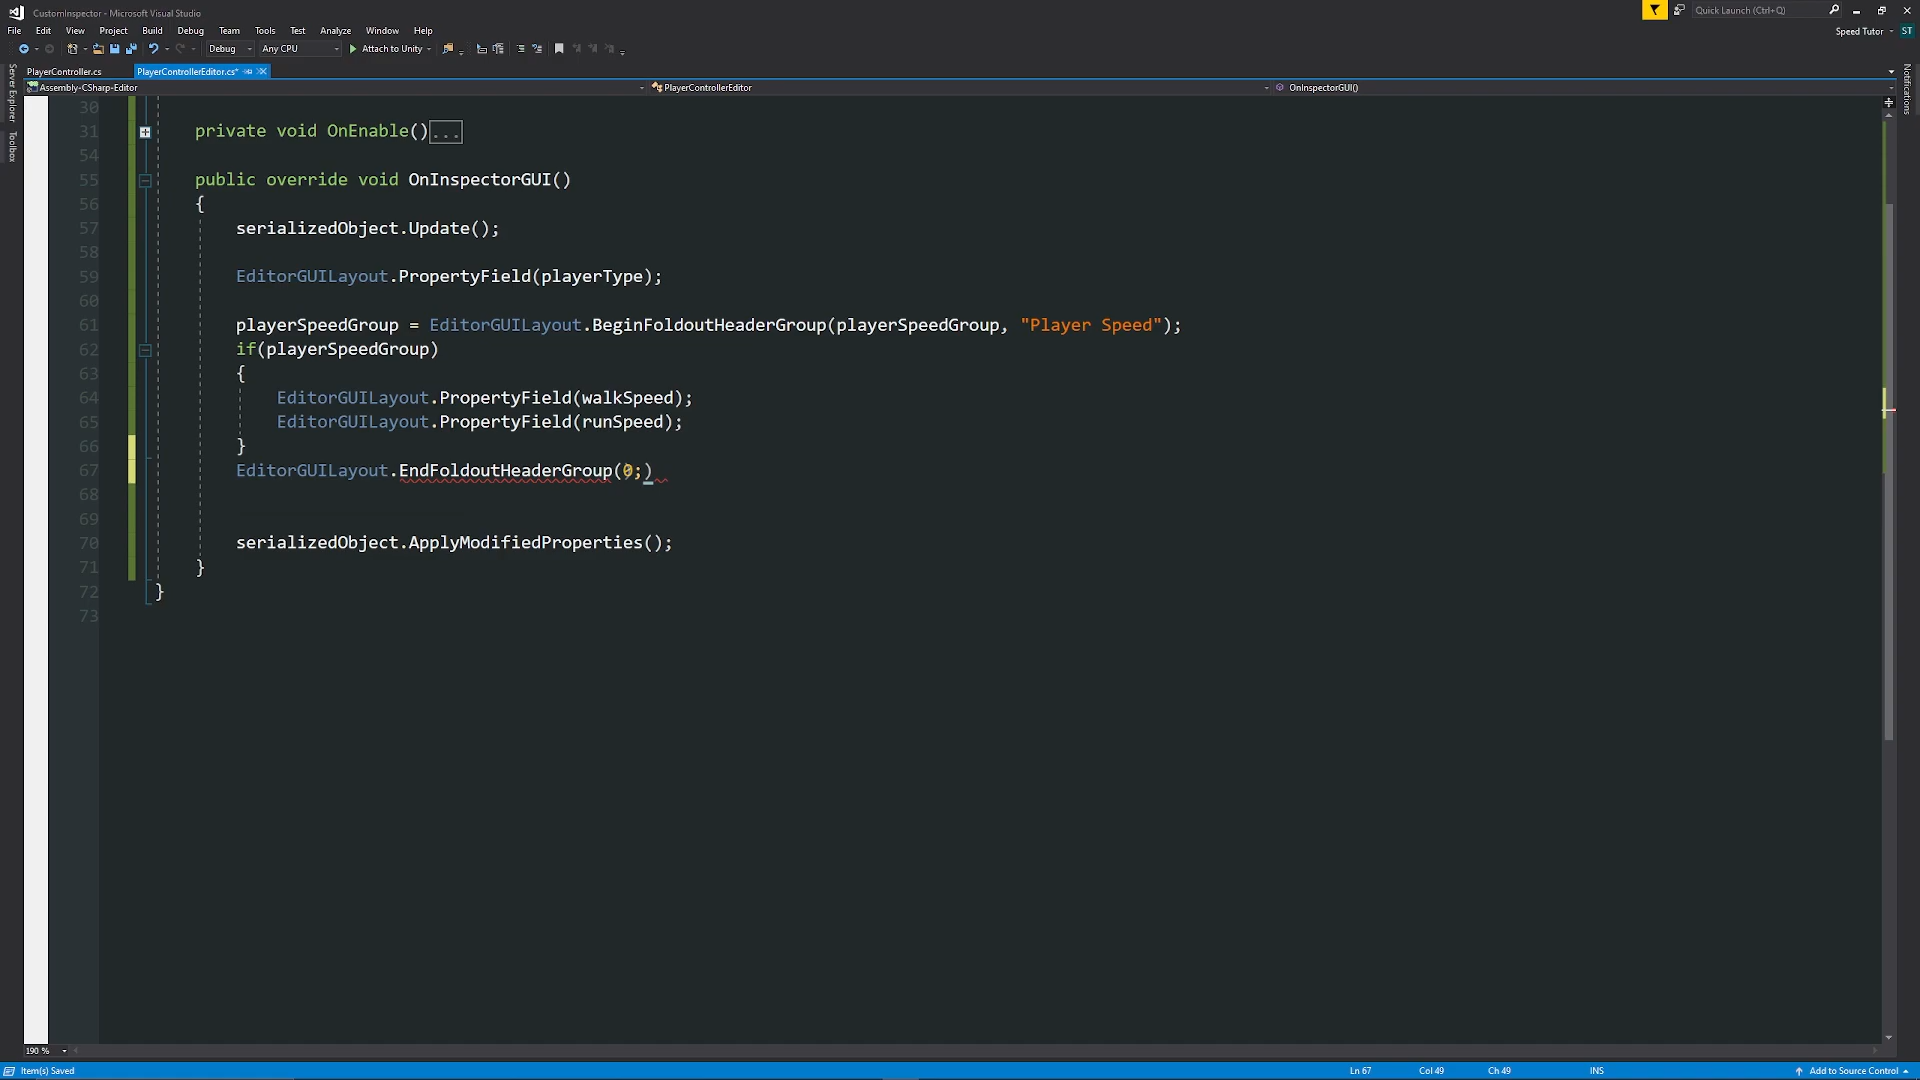 CustomInspector - Microsoft Visual Studio
Quick Launch (Ctrl+Q)
File Edit View Project Build Debug Team Tools Test Analyze Window Help
Speed Tutor ST
Debug Any CPU Attach to Unity
Server Explorer
Toolbox
Notifications
PlayerController.cs PlayerControllerEditor.cs*
Assembly-CSharp-Editor PlayerControllerEditor OnInspectorGUI()
30
31 private void OnEnable()...
54
55 public override void OnInspectorGUI()
56 {
57 serializedObject.Update();
58
59 EditorGUILayout.PropertyField(playerType);
60
61 playerSpeedGroup = EditorGUILayout.BeginFoldoutHeaderGroup(playerSpeedGroup, "Player Speed");
62 if(playerSpeedGroup)
63 {
64 EditorGUILayout.PropertyField(walkSpeed);
65 EditorGUILayout.PropertyField(runSpeed);
66 }
67 EditorGUILayout.EndFoldoutHeaderGroup(0;)
68
69
70 serializedObject.ApplyModifiedProperties();
71 }
72 }
73
190 %
Item(s) Saved Ln 67 Col 49 Ch 49 INS Add to Source Control